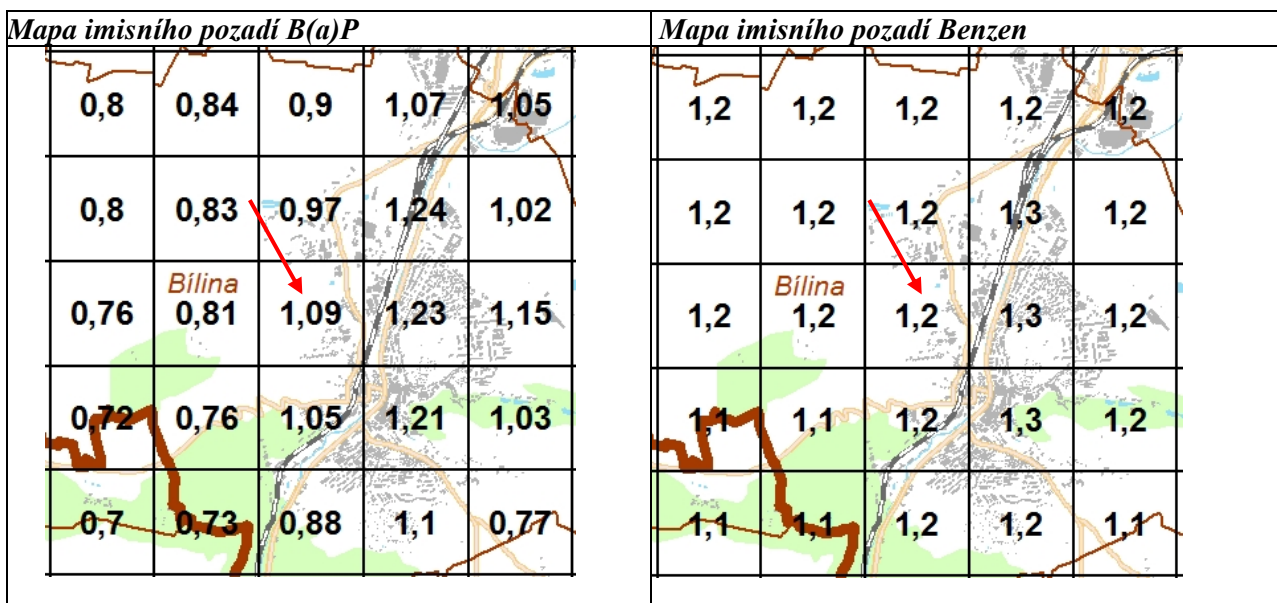 Mapa imisního pozadí B(a)P
0,8 0,84 0,9 1,07 1,05
0,8 0,83 0,97 1,24 1,02
Bílina
0,76 0,81 1,09 1,23 1,15
0,72 0,76 1,05 1,21 1,03
0,7 0,73 0,88 1,1 0,77
Mapa imisního pozadí Benzen
1,2 1,2 1,2 1,2 1,2
1,2 1,2 1,2 1,3 1,2
Bílina
1,2 1,2 1,2 1,3 1,2
1,1 1,1 1,2 1,3 1,2
1,1 1,1 1,2 1,2 1,1